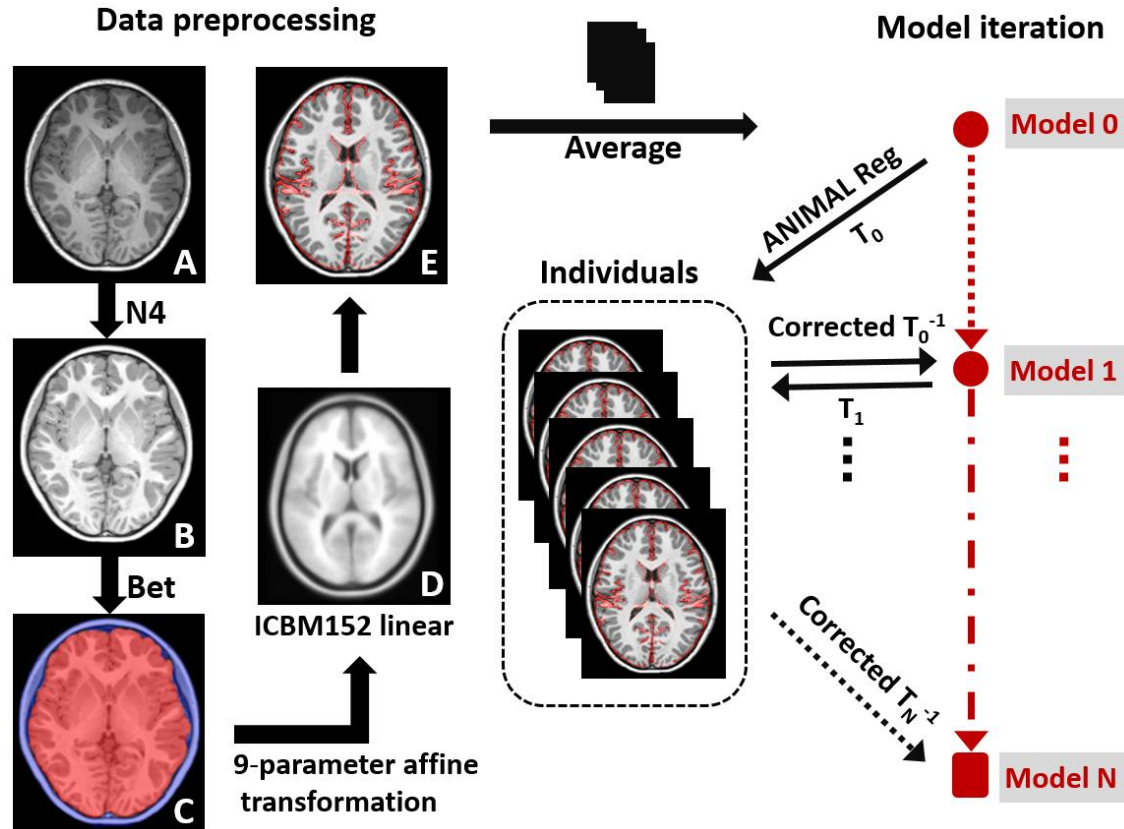 Data preprocessing
Model iteration
A
N4
B
Bet
C
9-parameter affine
transformation
D
ICBM152 linear
E
Average
Model 0
ANIMAL Reg
T₀
Individuals
Corrected T₀⁻¹
Model 1
T₁
Corrected T_N⁻¹
Model N